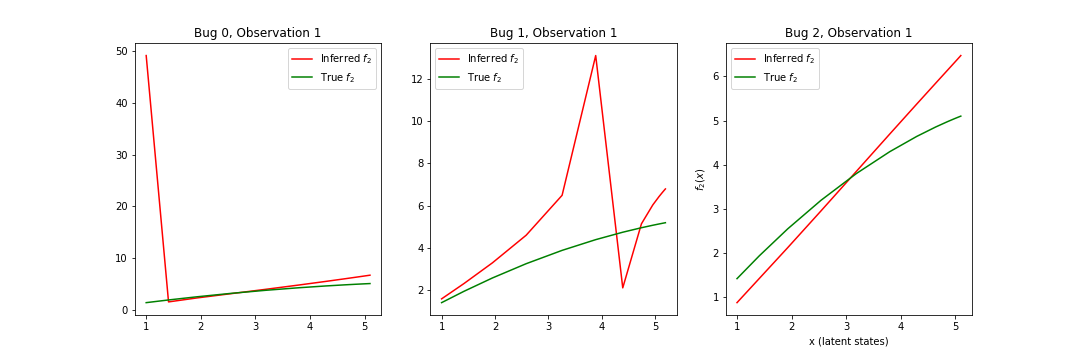 Bug 0, Observation 1
Inferred f₂
True f₂
50
40
30
20
10
0
1 2 3 4 5
Bug 1, Observation 1
Inferred f₂
True f₂
12
10
8
6
4
2
1 2 3 4 5
Bug 2, Observation 1
Inferred f₂
True f₂
f₂(x)
6
5
4
3
2
1
1 2 3 4 5
x (latent states)